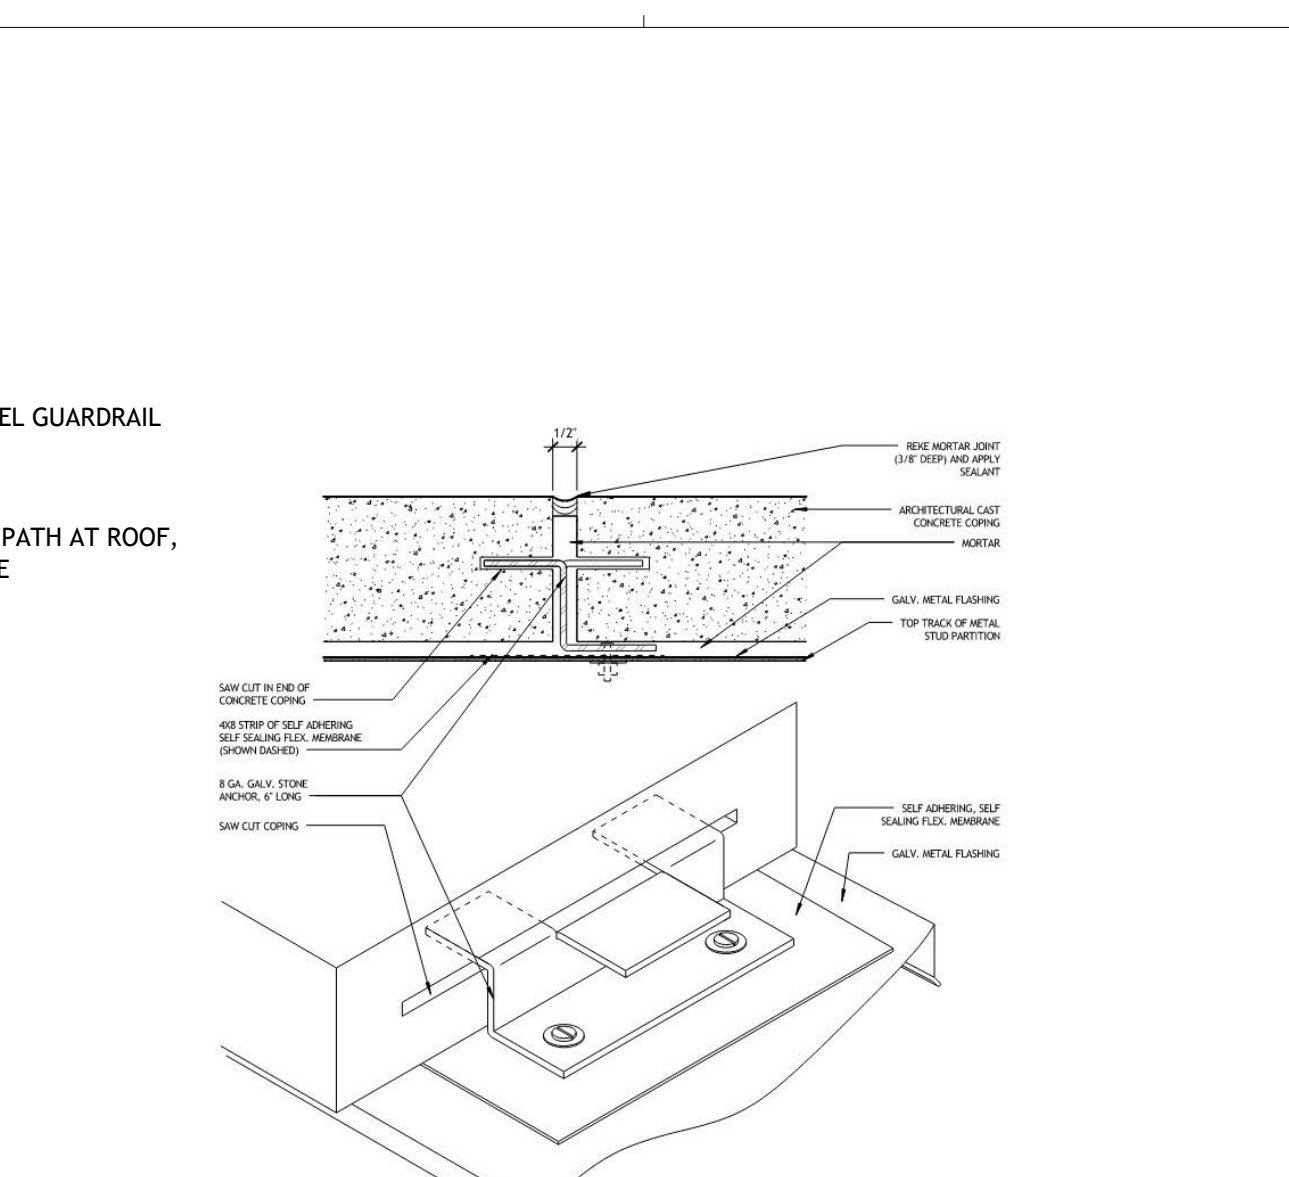 EL GUARDRAIL
PATH AT ROOF,
E
1/2"
REKE MORTAR JOINT
(3/8" DEEP) AND APPLY
SEALANT
ARCHITECTURAL CAST
CONCRETE COPING
MORTAR
GALV. METAL FLASHING
TOP TRACK OF METAL
STUD PARTITION
SAW CUT IN END OF
CONCRETE COPING
4X8 STRIP OF SELF ADHERING
SELF SEALING FLEX. MEMBRANE
(SHOWN DASHED)
8 GA. GALV. STONE
ANCHOR, 6" LONG
SAW CUT COPING
SELF ADHERING, SELF
SEALING FLEX. MEMBRANE
GALV. METAL FLASHING